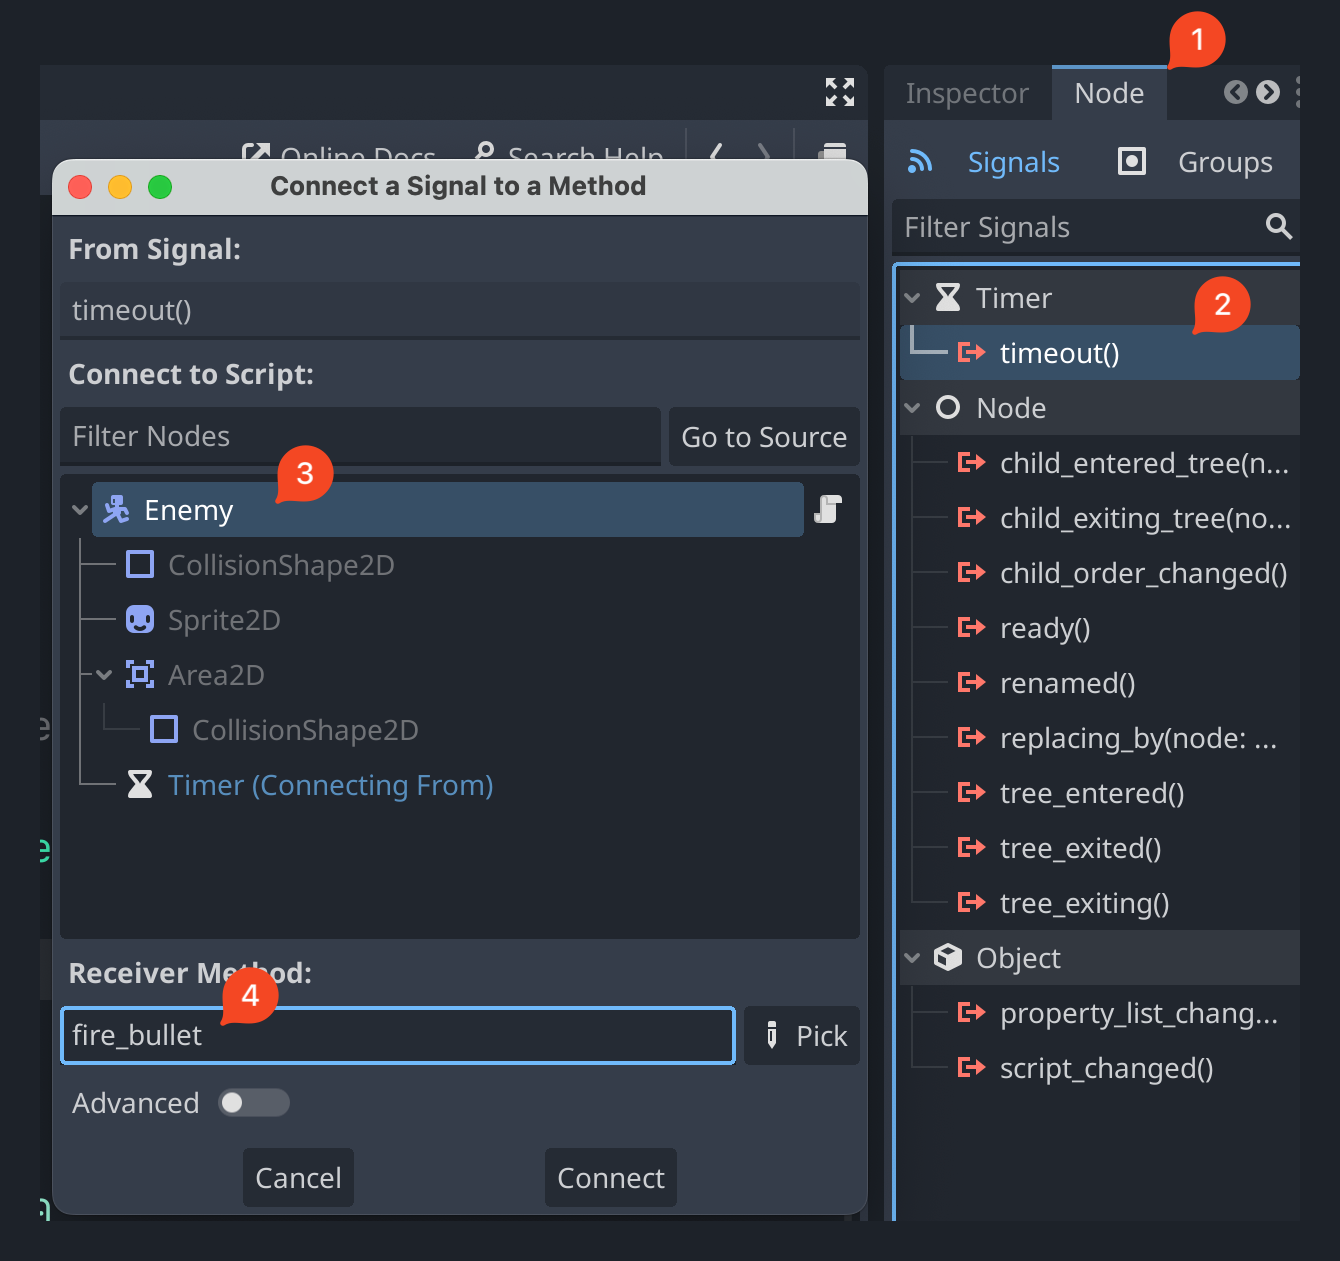 1
Inspector
Node
Online Docs
Search Help
Signals
Groups
Connect a Signal to a Method
Filter Signals
From Signal:
timeout()
Timer
2
timeout()
Connect to Script:
Filter Nodes
Go to Source
3
Enemy
CollisionShape2D
Sprite2D
Area2D
CollisionShape2D
Timer (Connecting From)
Receiver Method:
4
fire_bullet
Pick
Advanced
Cancel
Connect
Node
child_entered_tree(n...
child_exiting_tree(no...
child_order_changed()
ready()
renamed()
replacing_by(node: ...
tree_entered()
tree_exited()
tree_exiting()
Object
property_list_chang...
script_changed()